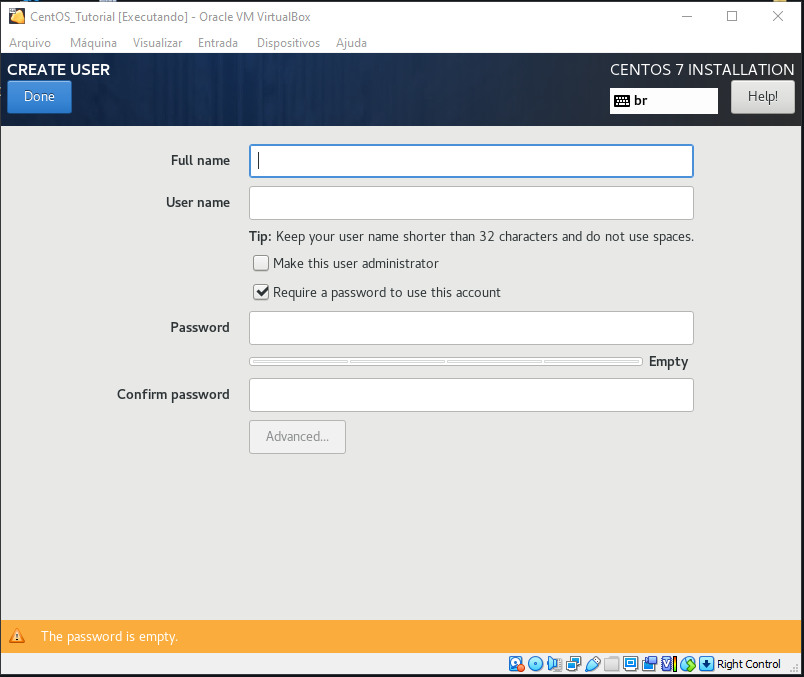 CentOS_Tutorial [Executando] - Oracle VM VirtualBox
Arquivo Máquina Visualizar Entrada Dispositivos Ajuda
CREATE USER
CENTOS 7 INSTALLATION
Done
br
Help!
Full name
User name
Tip: Keep your user name shorter than 32 characters and do not use spaces.
Make this user administrator
Require a password to use this account
Password
Empty
Confirm password
Advanced...
The password is empty.
Right Control